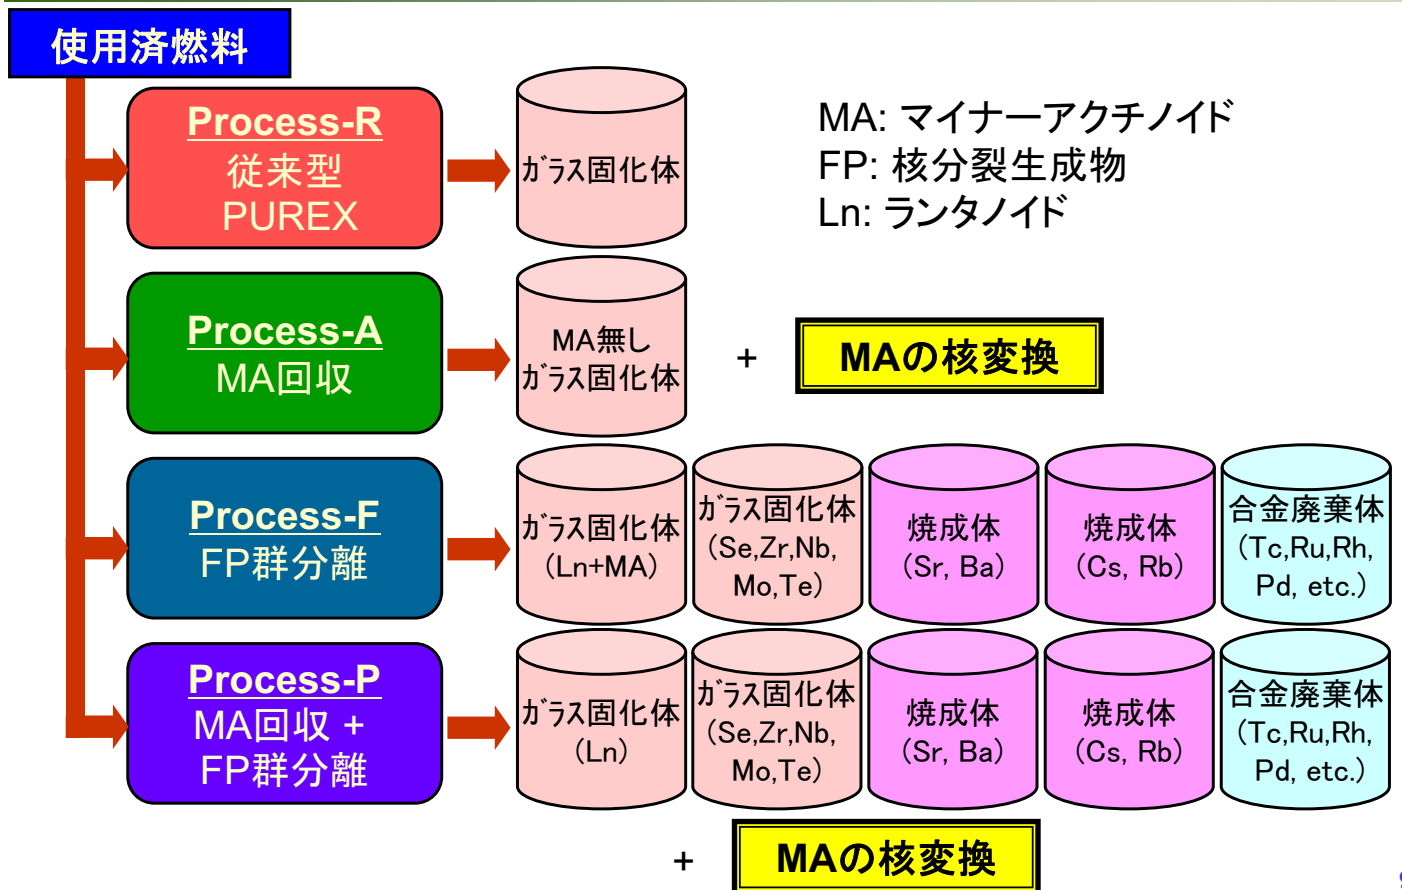 使用済燃料
Process-R
従来型
PUREX
ガラス固化体
MA: マイナーアクチノイド
FP: 核分裂生成物
Ln: ランタノイド
Process-A
MA回収
MA無し
ガラス固化体
+
MAの核変換
Process-F
FP群分離
ガラス固化体
(Ln+MA)
ガラス固化体
(Se,Zr,Nb,
Mo,Te)
焼成体
(Sr, Ba)
焼成体
(Cs, Rb)
合金廃棄体
(Tc,Ru,Rh,
Pd, etc.)
Process-P
MA回収 +
FP群分離
ガラス固化体
(Ln)
ガラス固化体
(Se,Zr,Nb,
Mo,Te)
焼成体
(Sr, Ba)
焼成体
(Cs, Rb)
合金廃棄体
(Tc,Ru,Rh,
Pd, etc.)
+
MAの核変換